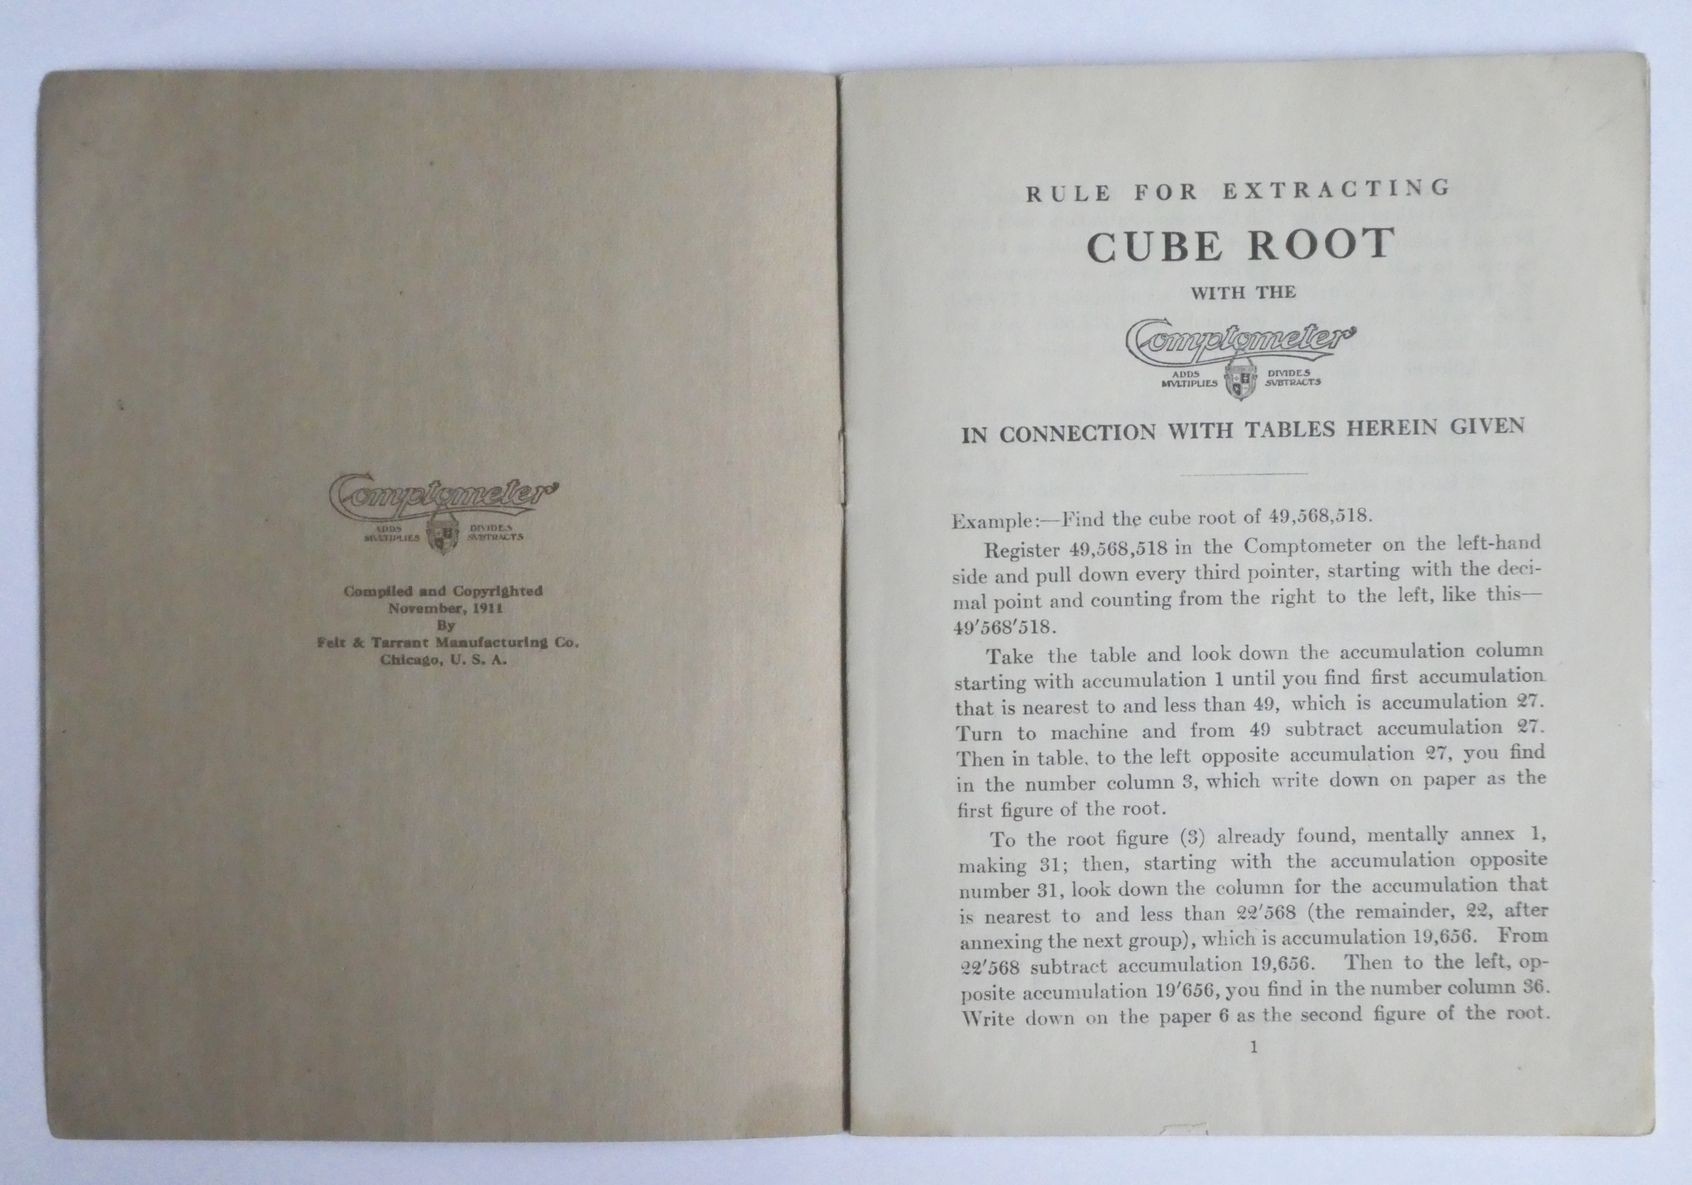 Comptometer
ADDS DIVIDES
MULTIPLIES SUBTRACTS
Compiled and Copyrighted
November, 1911
By
Felt & Tarrant Manufacturing Co.
Chicago, U. S. A.
RULE FOR EXTRACTING
CUBE ROOT
WITH THE
Comptometer
ADDS DIVIDES
MULTIPLIES SUBTRACTS
IN CONNECTION WITH TABLES HEREIN GIVEN
Example:—Find the cube root of 49,568,518.
Register 49,568,518 in the Comptometer on the left-hand
side and pull down every third pointer, starting with the deci-
mal point and counting from the right to the left, like this—
49'568'518.
Take the table and look down the accumulation column
starting with accumulation 1 until you find first accumulation
that is nearest to and less than 49, which is accumulation 27.
Turn to machine and from 49 subtract accumulation 27.
Then in table, to the left opposite accumulation 27, you find
in the number column 3, which write down on paper as the
first figure of the root.
To the root figure (3) already found, mentally annex 1,
making 31; then, starting with the accumulation opposite
number 31, look down the column for the accumulation that
is nearest to and less than 22'568 (the remainder, 22, after
annexing the next group), which is accumulation 19,656. From
22'568 subtract accumulation 19,656. Then to the left, op-
posite accumulation 19'656, you find in the number column 36.
Write down on the paper 6 as the second figure of the root.
1